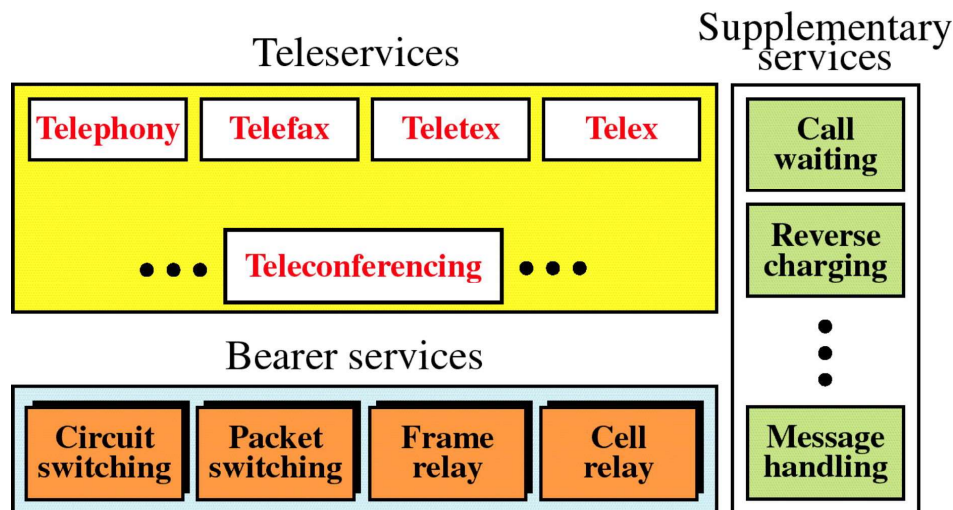 Teleservices
Telephony
Telefax
Teletex
Telex
• • • Teleconferencing • • •
Bearer services
Circuit
switching
Packet
switching
Frame
relay
Cell
relay
Supplementary
services
Call
waiting
Reverse
charging
Message
handling